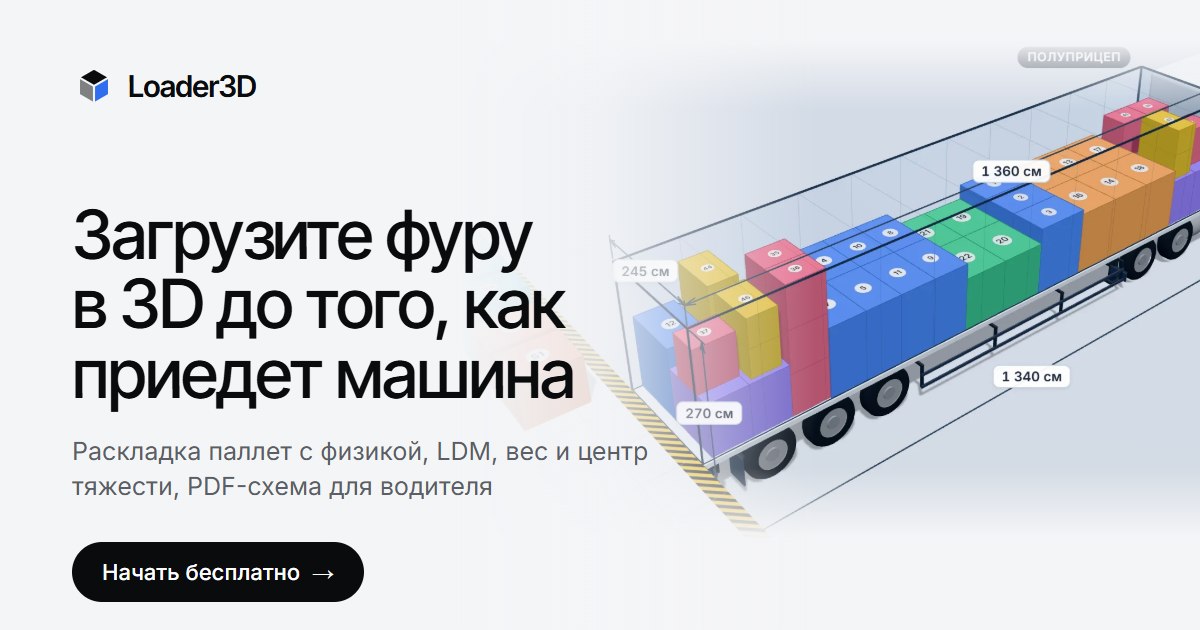 Loader3D
ПОЛУПРИЦЕП
Загрузите фуру
в 3D до того, как
приедет машина
Раскладка паллет с физикой, LDM, вес и центр
тяжести, PDF-схема для водителя
Начать бесплатно →
1 360 см
245 см
1 340 см
270 см